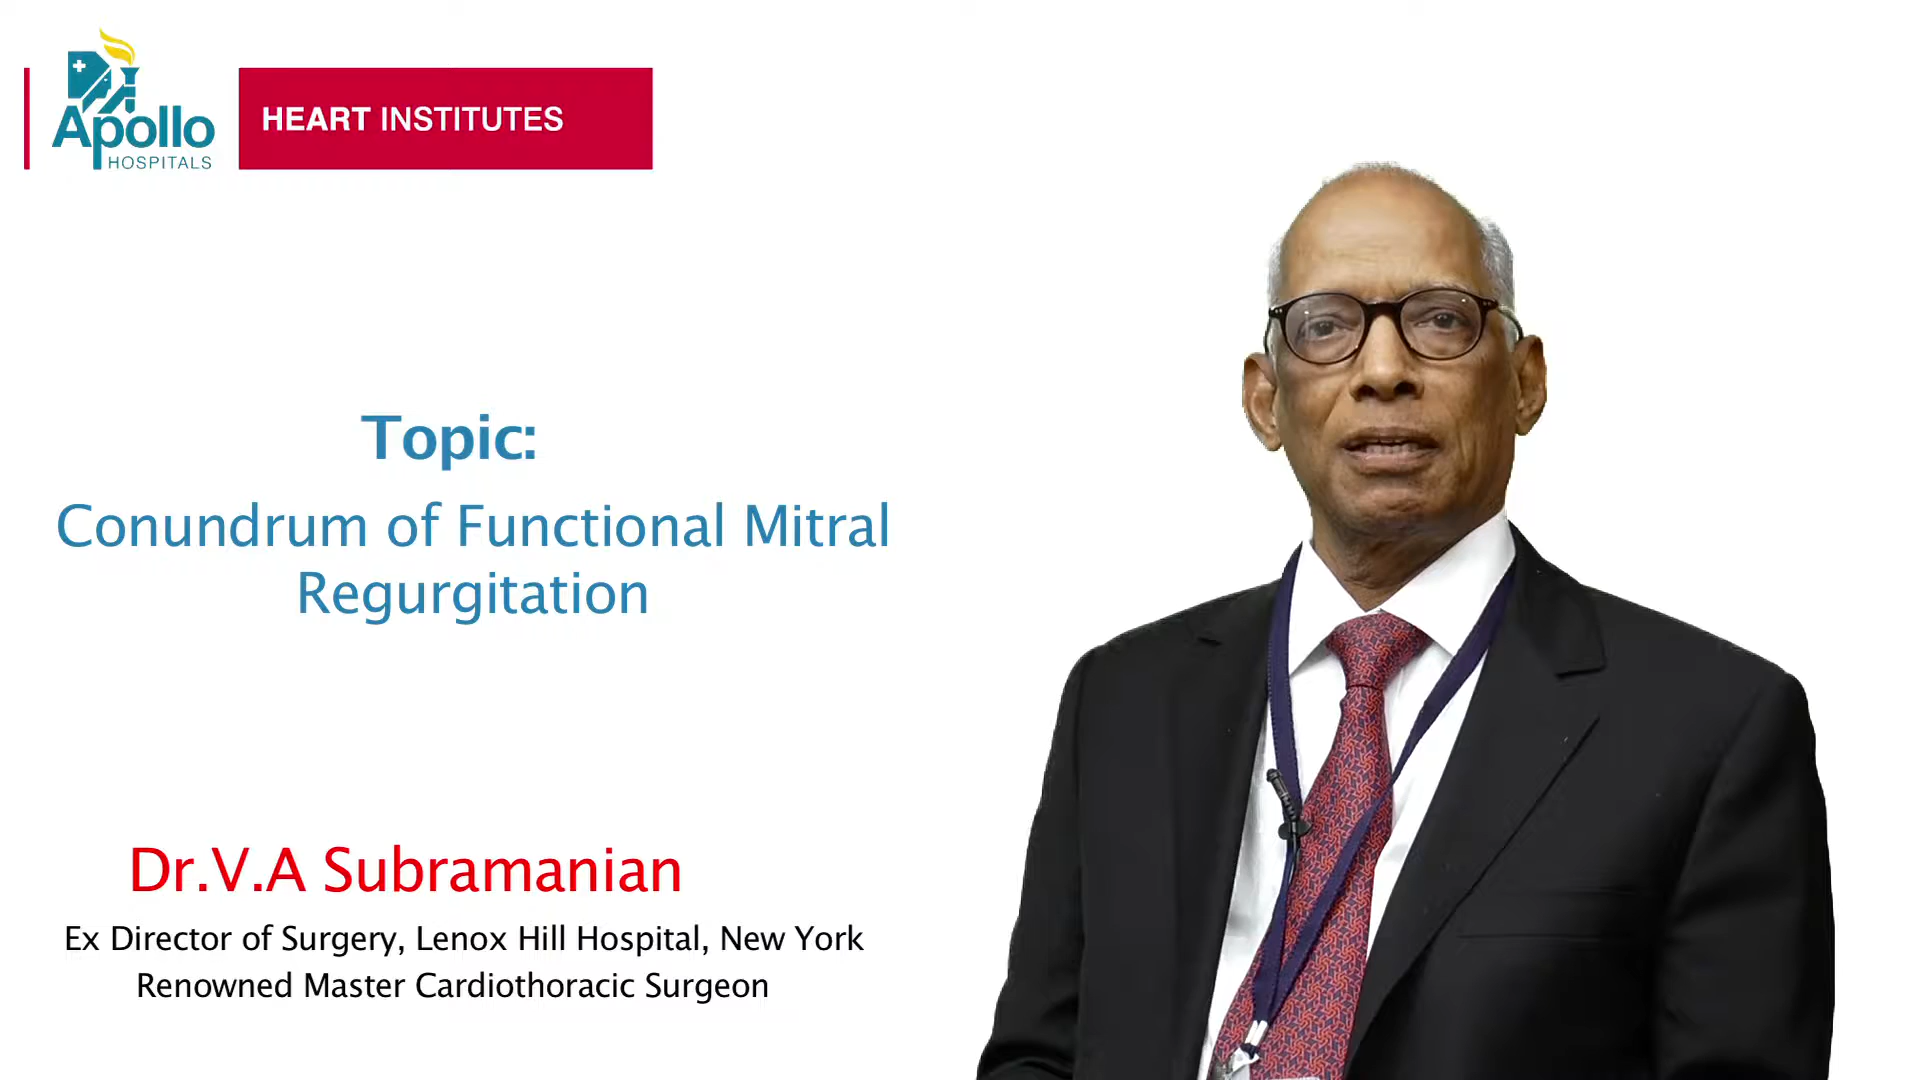 Apollo
HOSPITALS
HEART INSTITUTES
Topic:
Conundrum of Functional Mitral
Regurgitation
Dr.V.A Subramanian
Ex Director of Surgery, Lenox Hill Hospital, New York
Renowned Master Cardiothoracic Surgeon